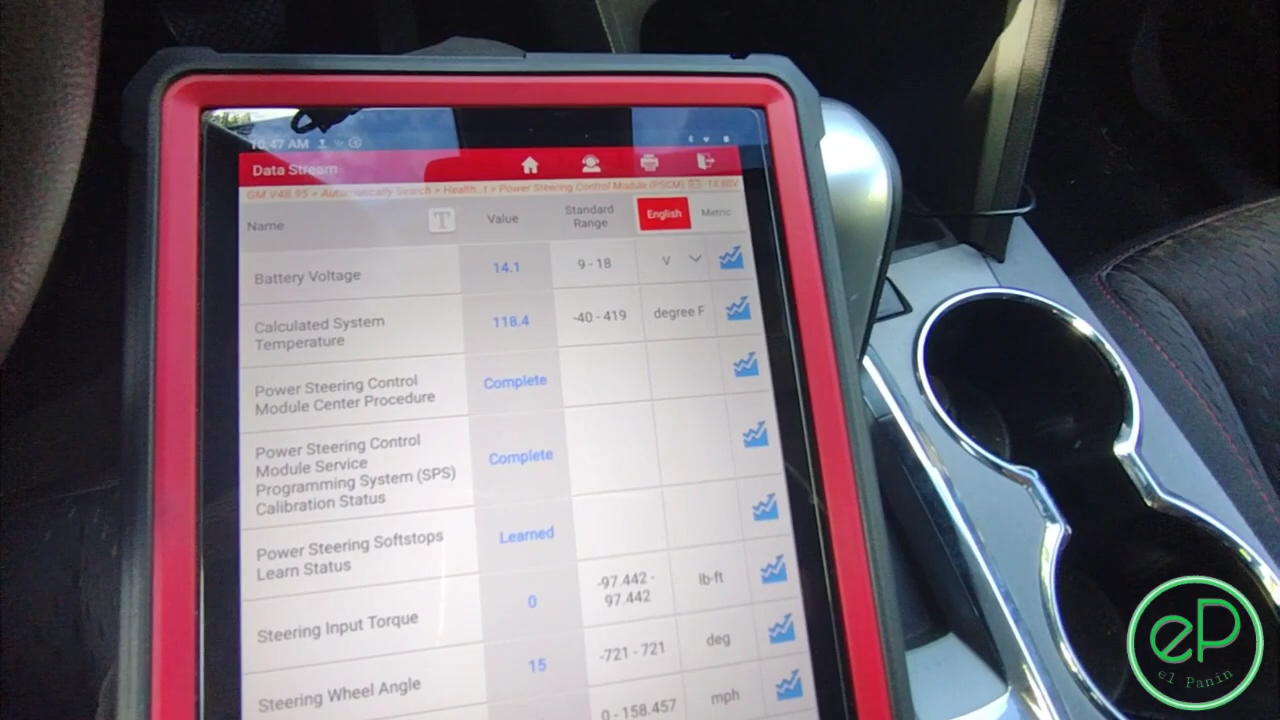 10:47 AM
Data Stream
GM V48.95 > Automatically Search > Health..t > Power Steering Control Module (PSCM)
Name T Value Standard Range English Metric
Battery Voltage 14.1 9 - 18 V
Calculated System Temperature 118.4 -40 - 419 degree F
Power Steering Control Module Center Procedure Complete
Power Steering Control Module Service Programming System (SPS) Calibration Status Complete
Power Steering Softstops Learn Status Learned
Steering Input Torque 0 -97.442 - 97.442 lb-ft
Steering Wheel Angle 15 -721 - 721 deg
0 - 158.457 mph
eP
el Panin